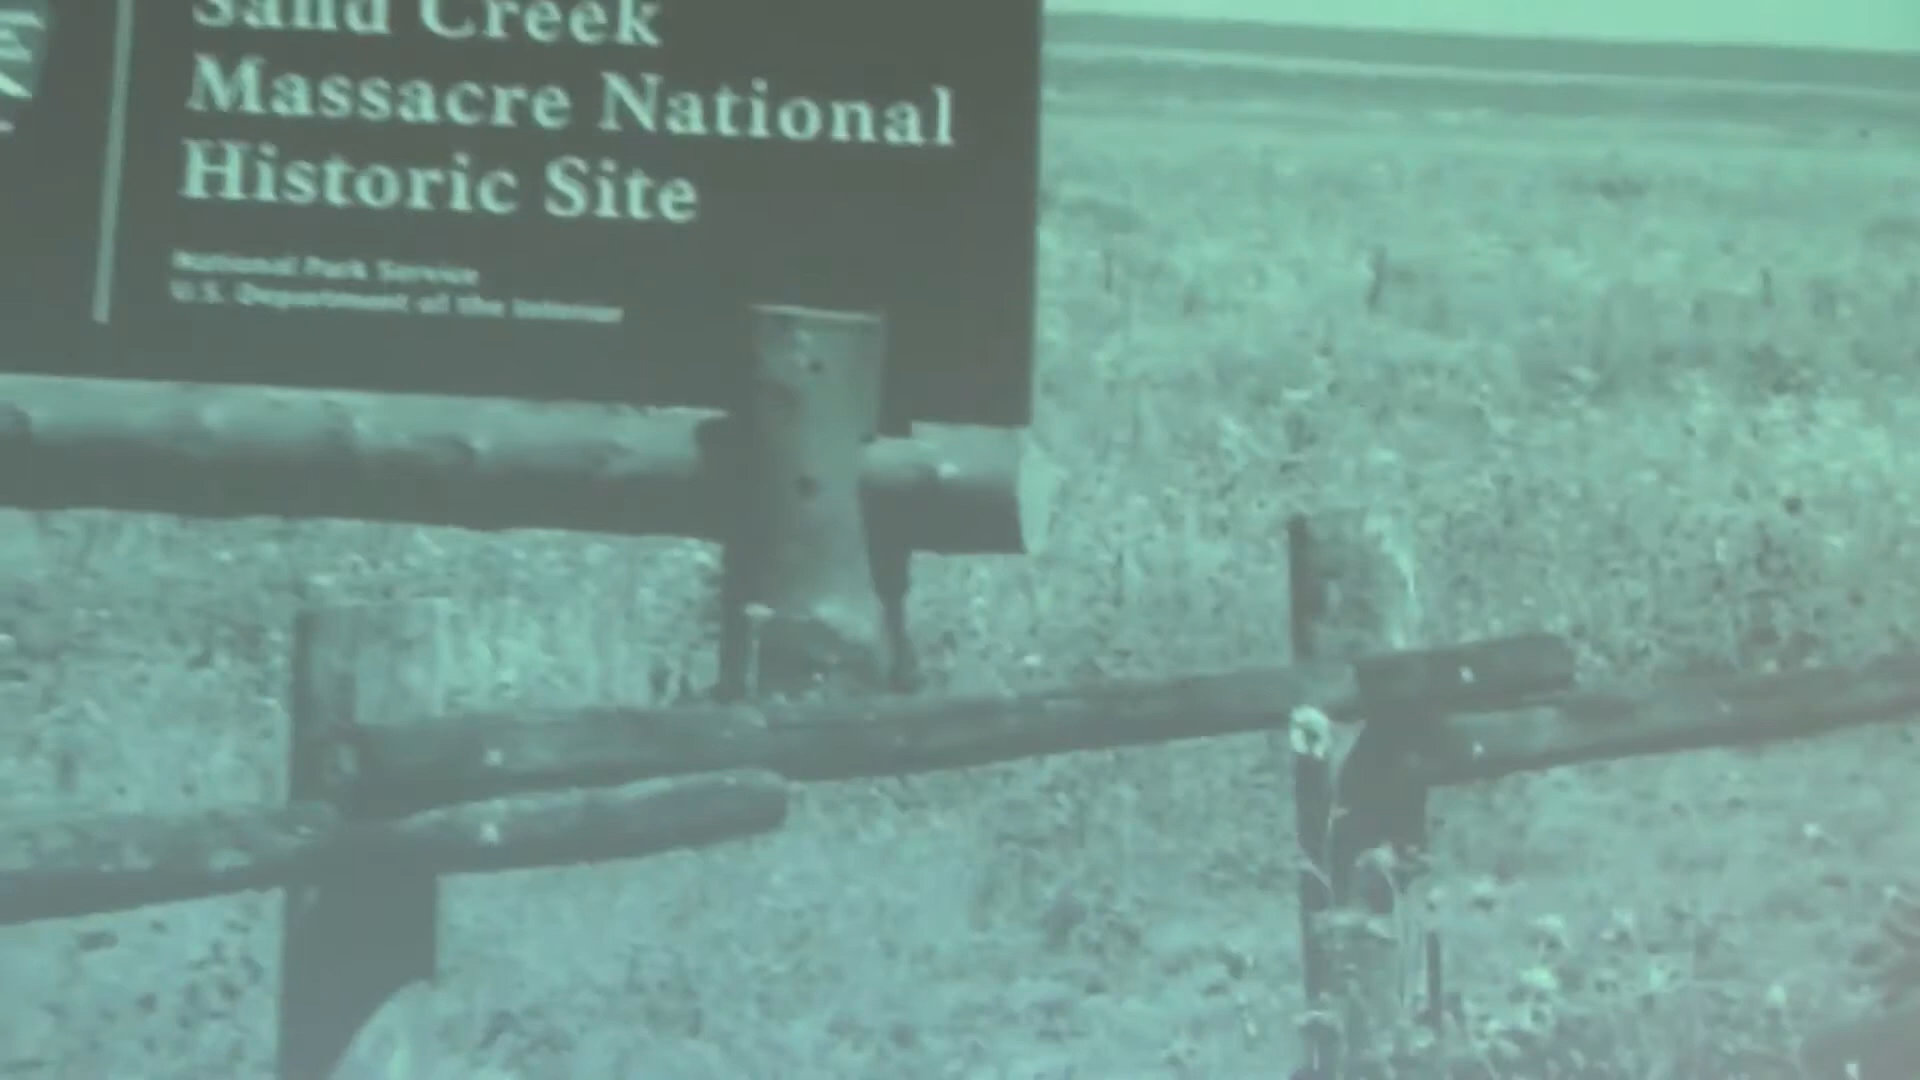 Sand Creek
Massacre National
Historic Site
National Park Service
U.S. Department of the Interior